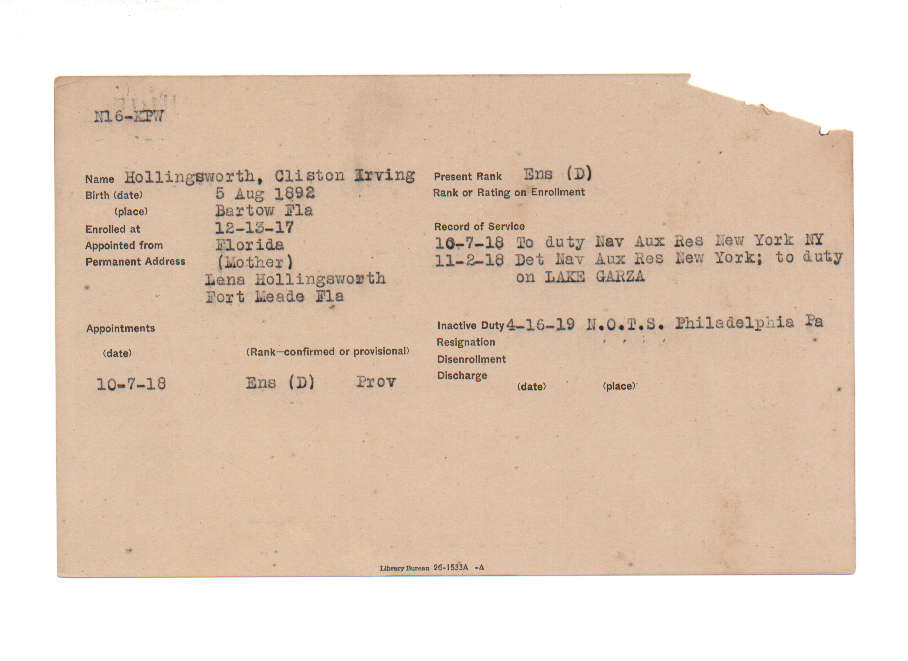 N16-KPW
Name Hollingsworth, Cliston Irving
Birth (date) 5 Aug 1892
(place) Bartow Fla
Enrolled at 12-13-17
Appointed from Florida
Permanent Address (Mother)
Lena Hollingsworth
Fort Meade Fla
Appointments
(date) (Rank—confirmed or provisional)
10-7-18 Ens (D) Prov
Present Rank Ens (D)
Rank or Rating on Enrollment
Record of Service
10-7-18 To duty Nav Aux Res New York NY
11-2-18 Det Nav Aux Res New York; to duty
on LAKE GARZA
Inactive Duty 4-16-19 N.O.T.S. Philadelphia Pa
Resignation
Disenrollment
Discharge
(date) (place)
Library Bureau 26-1533A -A